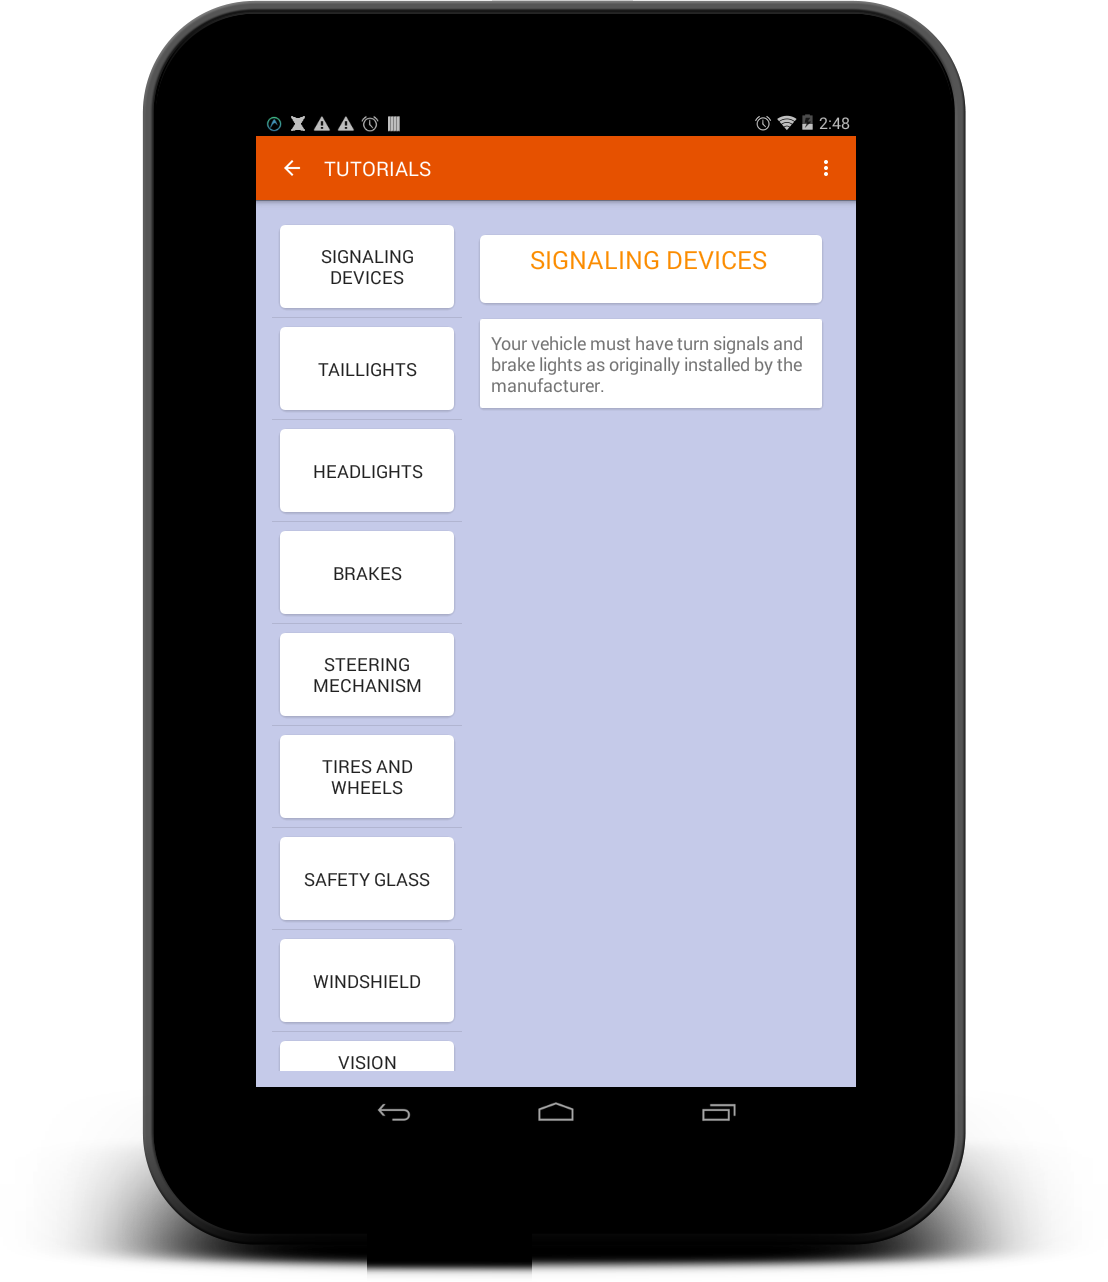 2:48
TUTORIALS
SIGNALING
DEVICES
TAILLIGHTS
HEADLIGHTS
BRAKES
STEERING
MECHANISM
TIRES AND
WHEELS
SAFETY GLASS
WINDSHIELD
VISION
SIGNALING DEVICES
Your vehicle must have turn signals and
brake lights as originally installed by the
manufacturer.